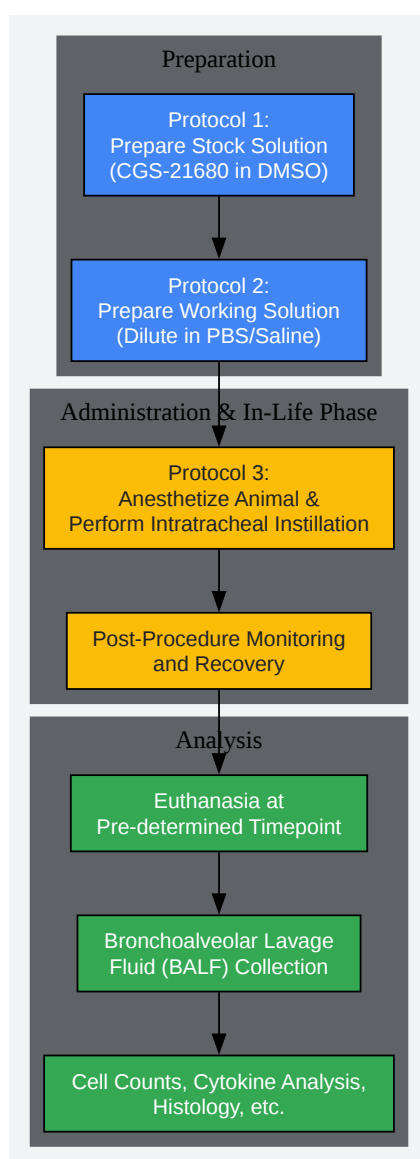 Preparation
Protocol 1:
Prepare Stock Solution
(CGS-21680 in DMSO)
Protocol 2:
Prepare Working Solution
(Dilute in PBS/Saline)
Administration & In-Life Phase
Protocol 3:
Anesthetize Animal &
Perform Intratracheal Instillation
Post-Procedure Monitoring
and Recovery
Analysis
Euthanasia at
Pre-determined Timepoint
Bronchoalveolar Lavage
Fluid (BALF) Collection
Cell Counts, Cytokine Analysis,
Histology, etc.